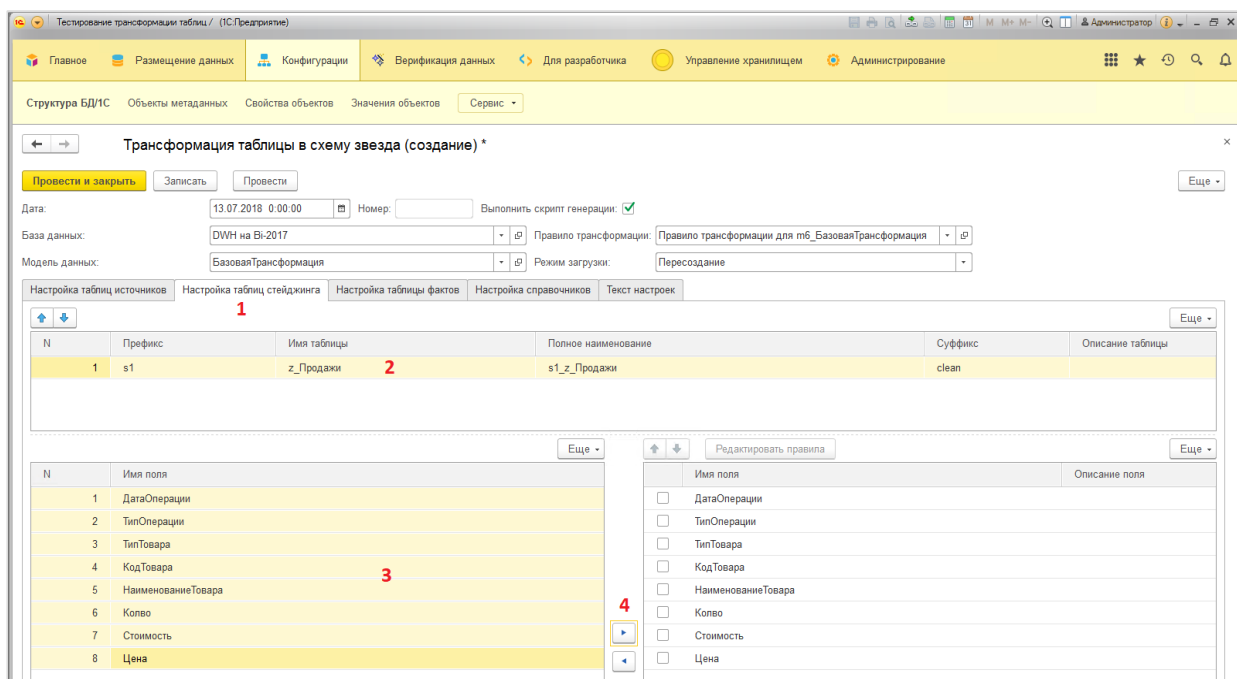 1С Тестирование трансформации таблиц / (1С:Предприятие) M M+ M- Администратор
Главное Размещение данных Конфигурации Верификация данных Для разработчика Управление хранилищем Администрирование
Структура БД/1С Объекты метаданных Свойства объектов Значения объектов Сервис
Трансформация таблицы в схему звезда (создание) *
Провести и закрыть Записать Провести Еще
Дата: 13.07.2018 0:00:00 Номер: Выполнить скрипт генерации:
База данных: DWH на Bi-2017 Правило трансформации: Правило трансформации для m6_БазоваяТрансформация
Модель данных: БазоваяТрансформация Режим загрузки: Пересоздание
Настройка таблиц источников Настройка таблиц стейджинга Настройка таблицы фактов Настройка справочников Текст настроек
1
Еще
N Префикс Имя таблицы Полное наименование Суффикс Описание таблицы
1 s1 z_Продажи 2 s1_z_Продажи clean
Еще Редактировать правила Еще
N Имя поля Имя поля Описание поля
1 ДатаОперации ДатаОперации
2 ТипОперации ТипОперации
3 ТипТовара ТипТовара
4 КодТовара 3 КодТовара
5 НаименованиеТовара НаименованиеТовара
6 Колво 4 Колво
7 Стоимость Стоимость
8 Цена Цена